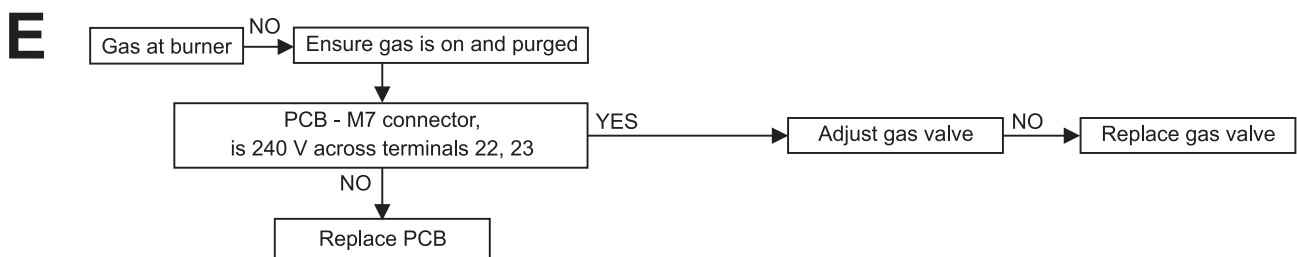 E
Gas at burner
NO
Ensure gas is on and purged
PCB - M7 connector,
is 240 V across terminals 22, 23
YES
Adjust gas valve
NO
Replace gas valve
NO
Replace PCB